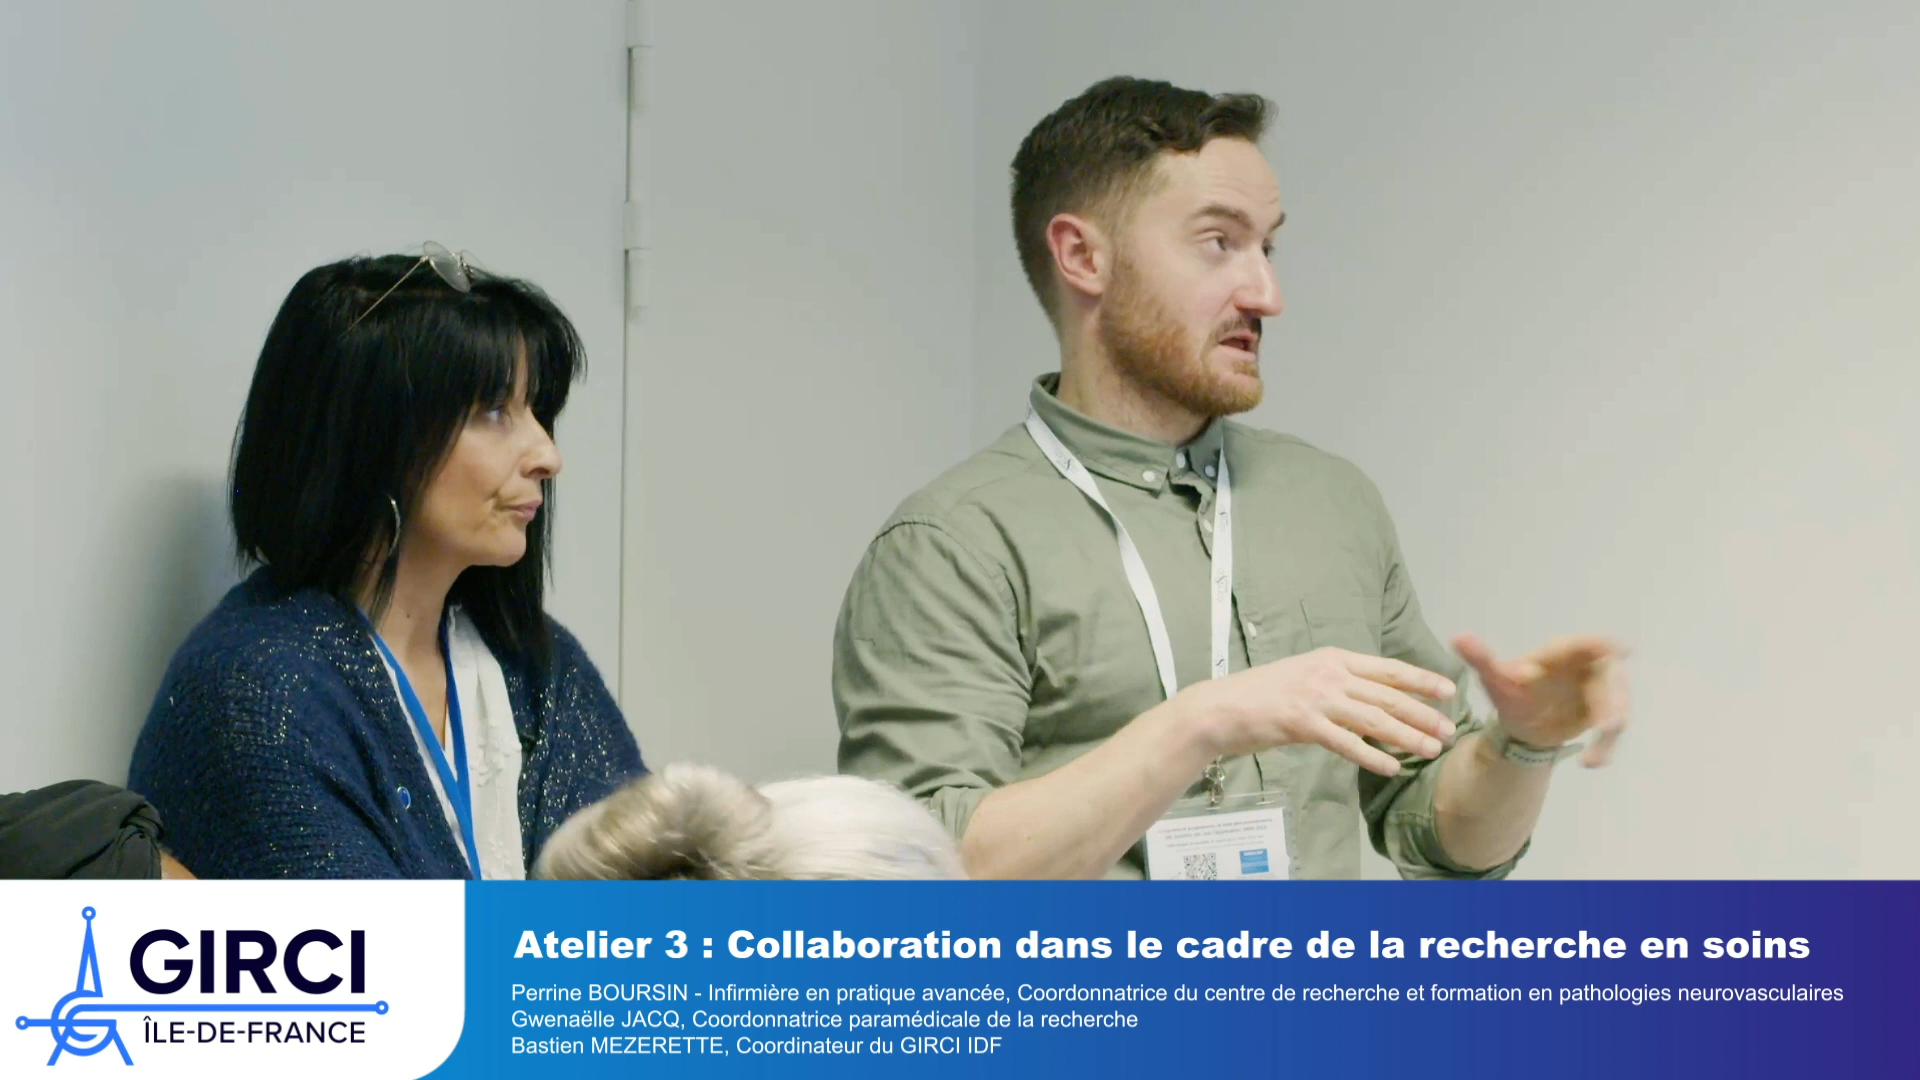 GIRCI
ÎLE-DE-FRANCE
Atelier 3 : Collaboration dans le cadre de la recherche en soins
Perrine BOURSIN - Infirmière en pratique avancée, Coordonnatrice du centre de recherche et formation en pathologies neurovasculaires
Gwenaëlle JACQ, Coordonnatrice paramédicale de la recherche
Bastien MEZERETTE, Coordinateur du GIRCI IDF